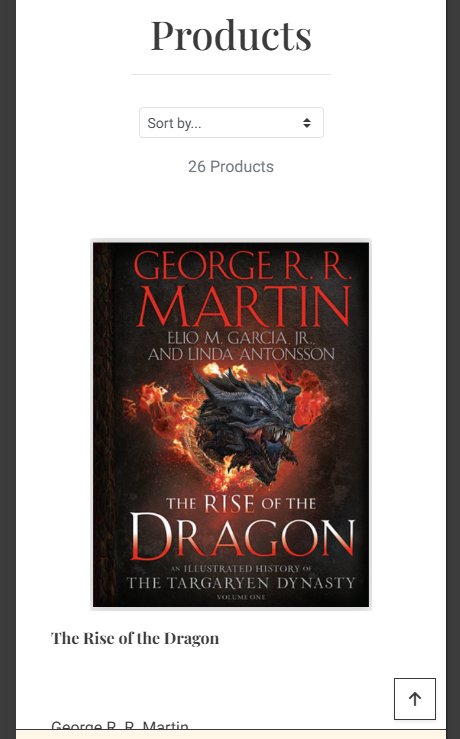 Products
Sort by...
26 Products
GEORGE R. R.
MARTIN
ELIO M. GARCIA, JR.,
AND LINDA ANTONSSON
THE RISE OF THE
DRAGON
AN ILLUSTRATED HISTORY OF
THE TARGARYEN DYNASTY
VOLUME ONE
The Rise of the Dragon
George R. R. Martin